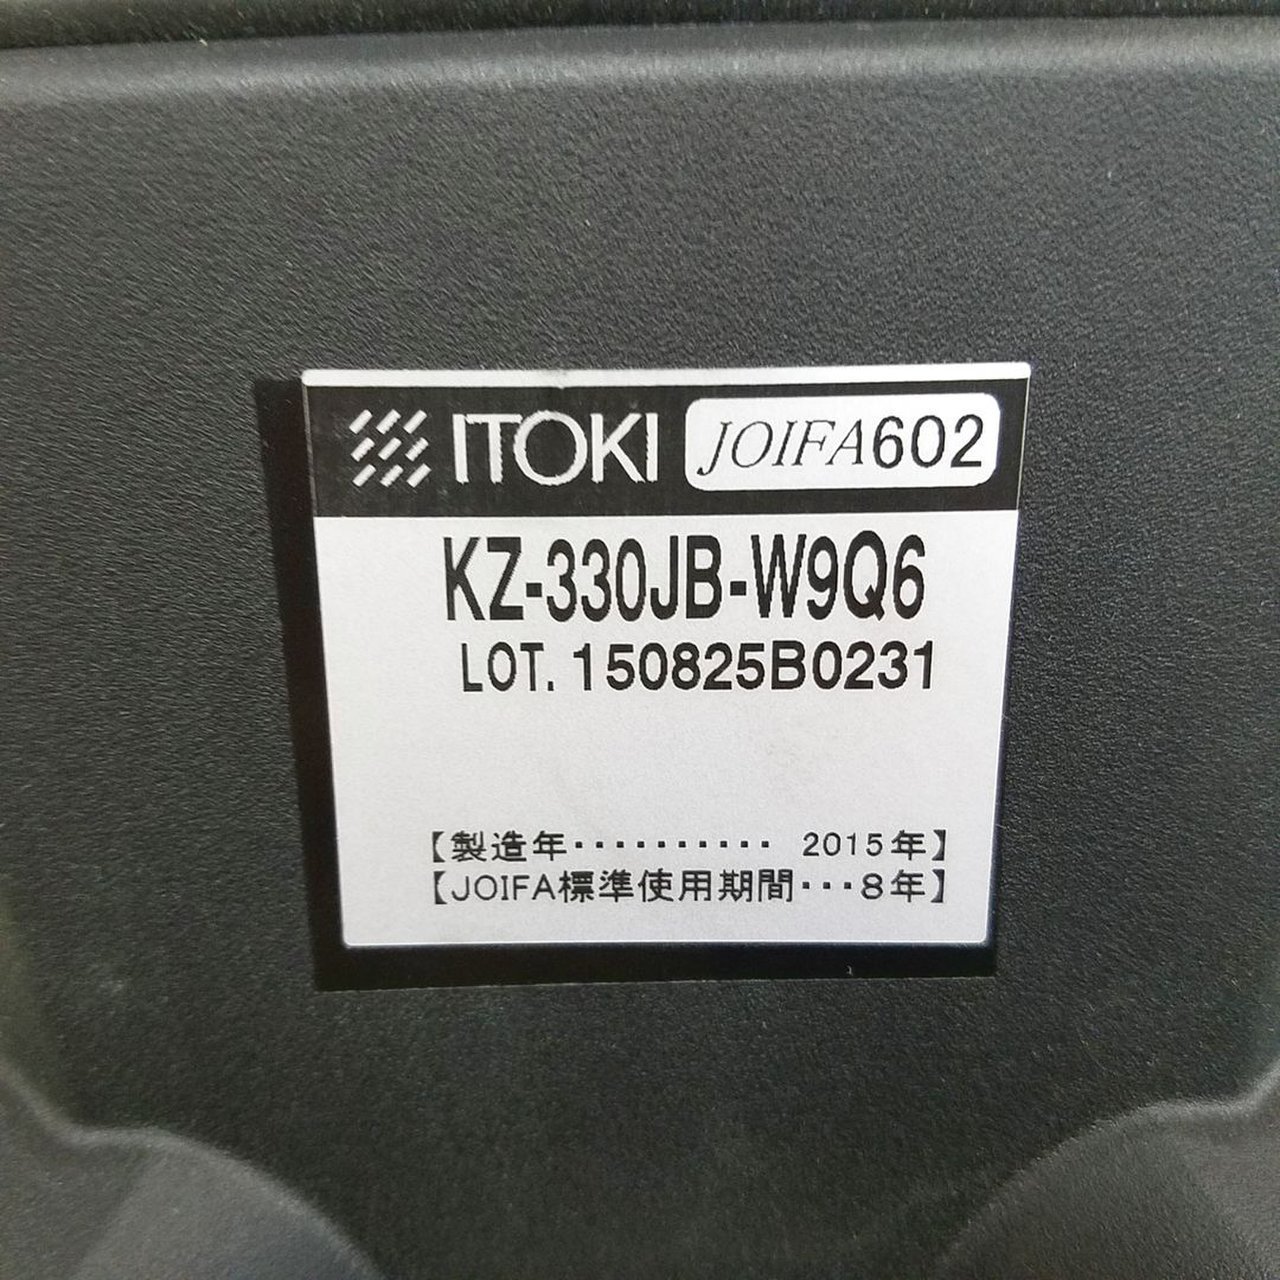 ITOKI JOIFA602
KZ-330JB-W9Q6
LOT. 150825B0231
【製造年・・・・・・・・・・ 2015年】
【JOIFA標準使用期間・・・8年】